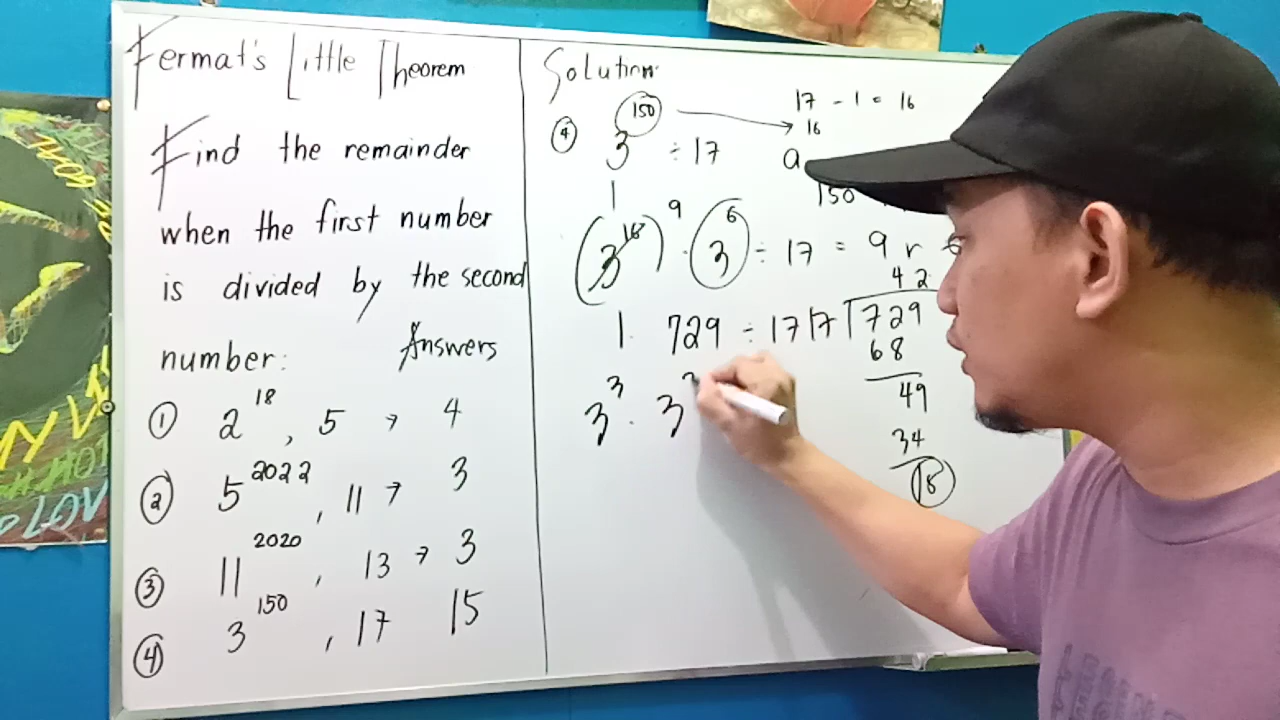 Fermat's Little Theorem
Find the remainder
when the first number
is divided by the second
number: Answers
① 2^18 , 5 → 4
② 5^2022 , 11 → 3
③ 11^2020 , 13 → 3
④ 3^150 , 17 15
Solution:
④ 3^150 ÷ 17
17 - 1 = 16
a^16
150
1
(3^16)^9 · 3^6 ÷ 17 = 9 r
1 · 729 ÷ 17
3^3 · 3
42
17 729
68
49
34
15